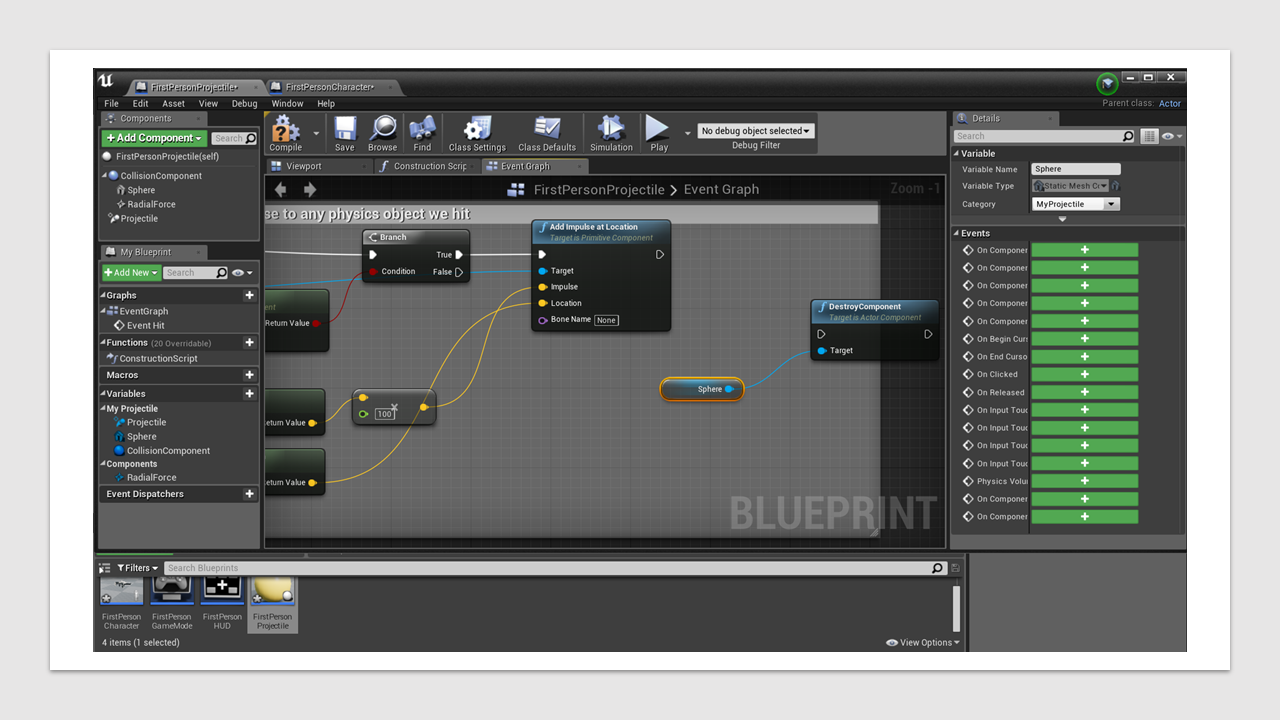 FirstPersonProjectile*
FirstPersonCharacter*
File Edit Asset View Debug Window Help
Parent class: Actor
Components
+ Add Component
Search
FirstPersonProjectile(self)
CollisionComponent
Sphere
RadialForce
Projectile
My Blueprint
+ Add New
Search
Graphs
EventGraph
Event Hit
Functions (20 Overridable)
ConstructionScript
Macros
Variables
My Projectile
Projectile
Sphere
CollisionComponent
Components
RadialForce
Event Dispatchers
Compile Save Browse Find Class Settings Class Defaults Simulation Play
No debug object selected
Debug Filter
Viewport
Construction Scrip
Event Graph
FirstPersonProjectile > Event Graph
Zoom -1
se to any physics object we hit
Branch
True
Condition False
ent
Return Value
eturn Value
100
eturn Value
Add Impulse at Location
Target is Primitive Component
Target
Impulse
Location
Bone Name None
Sphere
DestroyComponent
Target is Actor Component
Target
BLUEPRINT
Details
Search
Variable
Variable Name Sphere
Variable Type Static Mesh C
Category MyProjectile
Events
On Componer
On Componer
On Componer
On Componer
On Componer
On Begin Curs
On End Curso
On Clicked
On Released
On Input Touc
On Input Touc
On Input Touc
On Input Touc
Physics Volur
On Componer
On Componer
Filters
Search Blueprints
FirstPerson Character
FirstPerson GameMode
FirstPerson HUD
FirstPerson Projectile
4 items (1 selected)
View Options